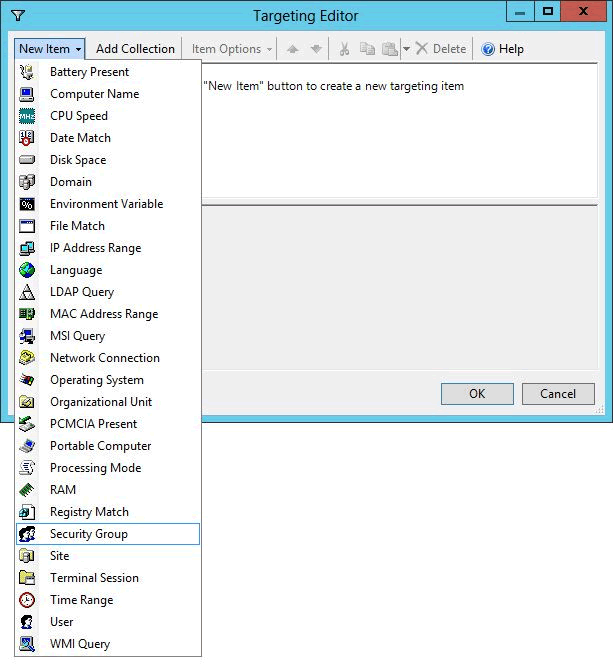 Targeting Editor
New Item Add Collection Item Options Delete Help
"New Item" button to create a new targeting item
Battery Present
Computer Name
MHz
CPU Speed
Date Match
Disk Space
Domain
Environment Variable
File Match
IP Address Range
Language
LDAP Query
MAC Address Range
MSI Query
Network Connection
Operating System
Organizational Unit
PCMCIA Present
Portable Computer
Processing Mode
RAM
Registry Match
Security Group
Site
Terminal Session
Time Range
User
WMI Query
OK Cancel